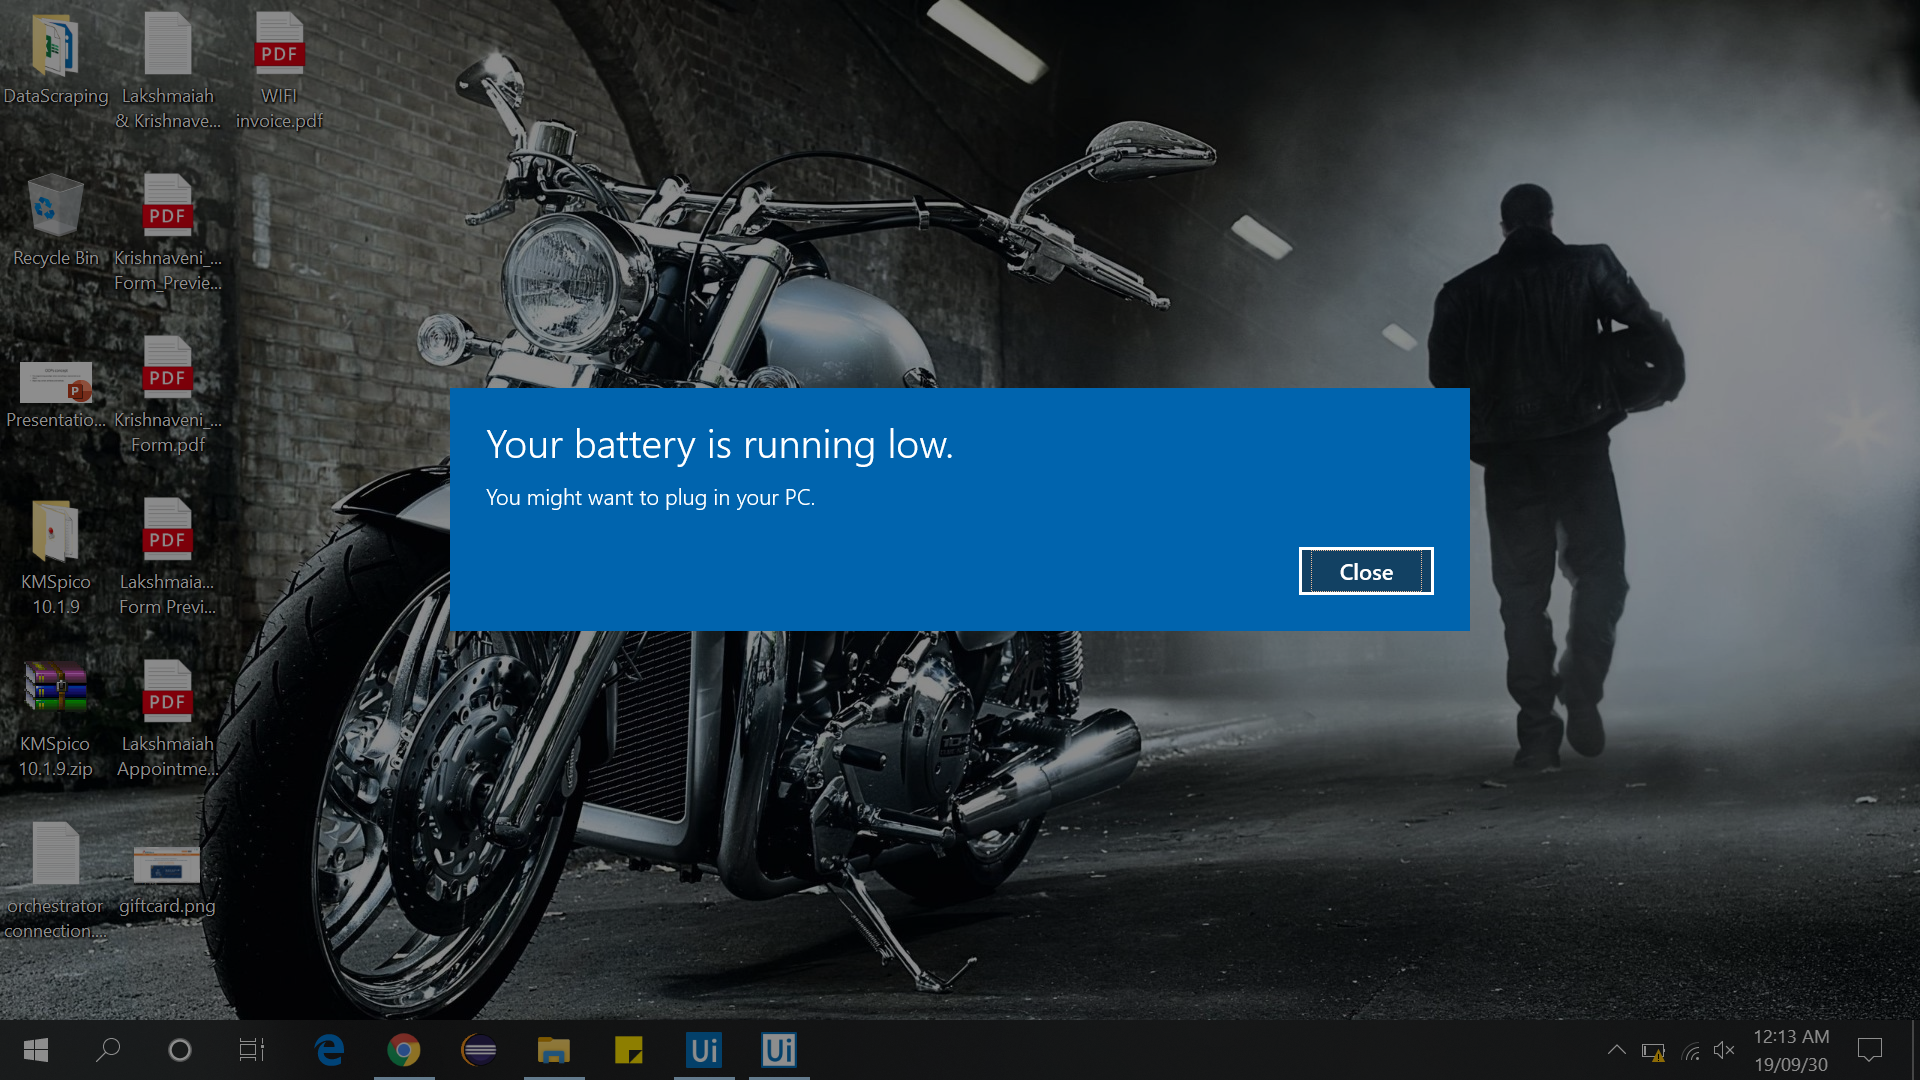 DataScraping
Lakshmaiah
& Krishnave...
PDF
WIFI
invoice.pdf
Recycle Bin
PDF
Krishnaveni_...
Form_Previe...
Presentatio...
PDF
Krishnaveni_...
Form.pdf
KMSpico
10.1.9
PDF
Lakshmaia...
Form Previ...
KMSpico
10.1.9.zip
PDF
Lakshmaiah
Appointme...
orchestrator
connection....
giftcard.png
Your battery is running low.
You might want to plug in your PC.
Close
Ui
Ui
12:13 AM
19/09/30